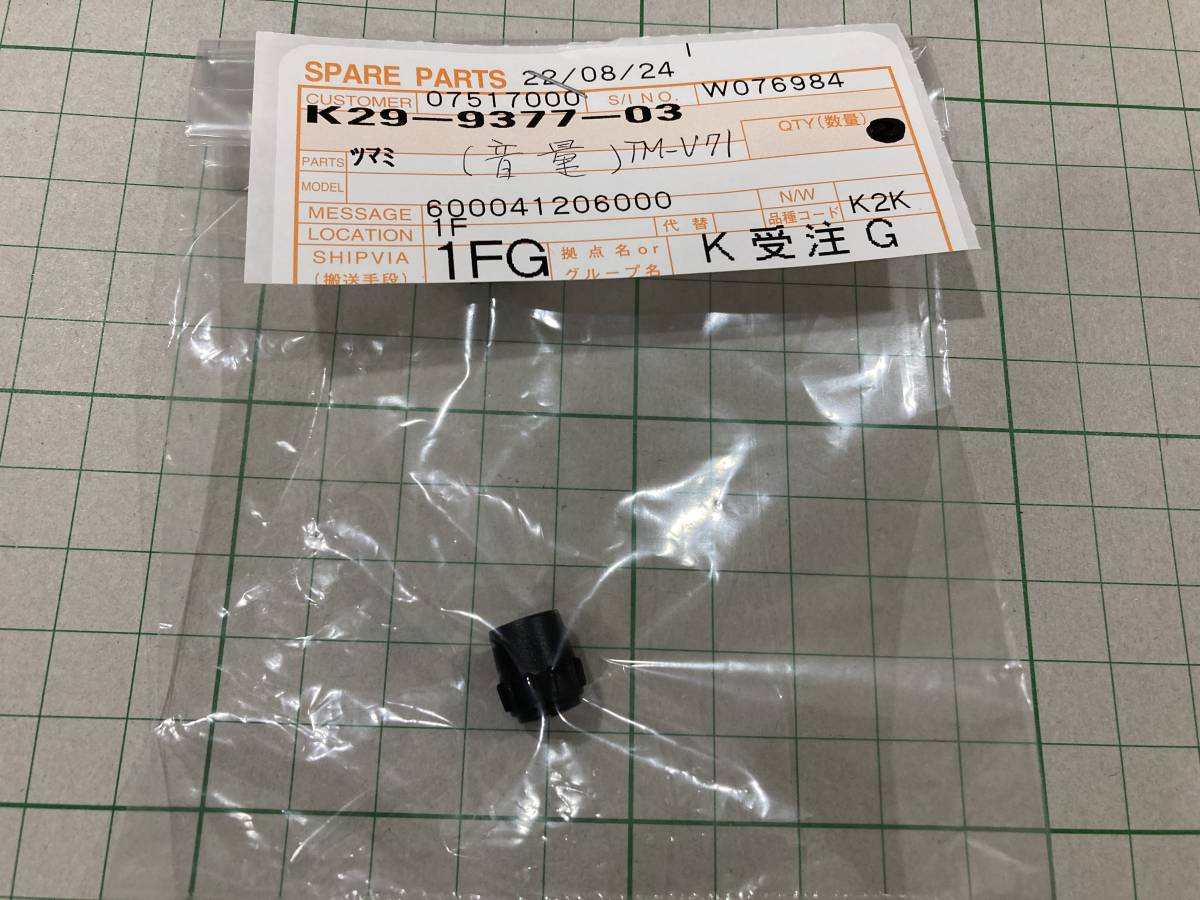 SPARE PARTS 22/08/24
CUSTOMER 07517000 S/I NO. W076984
K29-9377-03
PARTS ツマミ (音量) TM-V71 QTY(数量)
MODEL
MESSAGE 600041206000 N/W
LOCATION 1F 代替 品種コード K2K
SHIPVIA 1FG 拠点名or K受注G
(搬送手段) グループ名